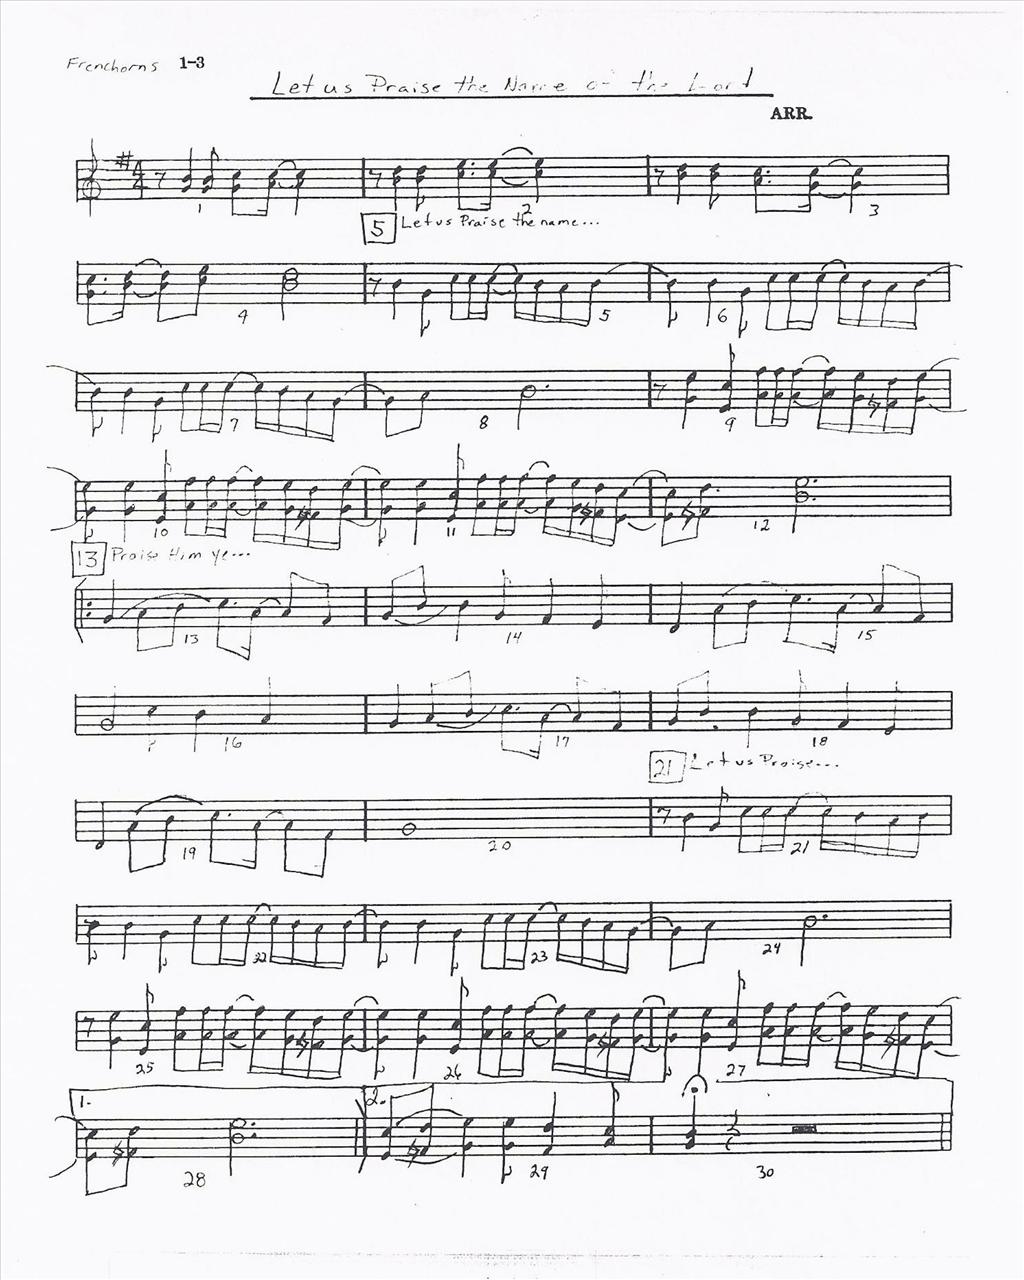 Frenchorns 1-3
Let us Praise the Name of the Lord
ARR.
1 2 3
5 Let us Praise the name...
4 5 6
7 8 9
10 11 12
13 Praise Him ye...
13 14 15
16 17 18
21 Let us Praise...
19 20 21
22 23 24
25 26 27
1. 2.
28 29 30